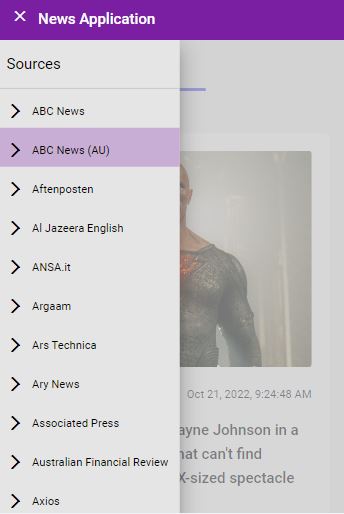 News Application
Sources
ABC News
ABC News (AU)
Aftenposten
Al Jazeera English
ANSA.it
Argaam
Ars Technica
Ary News
Associated Press
Australian Financial Review
Axios
Oct 21, 2022, 9:24:48 AM
Johnson in a
can't find
-sized spectacle